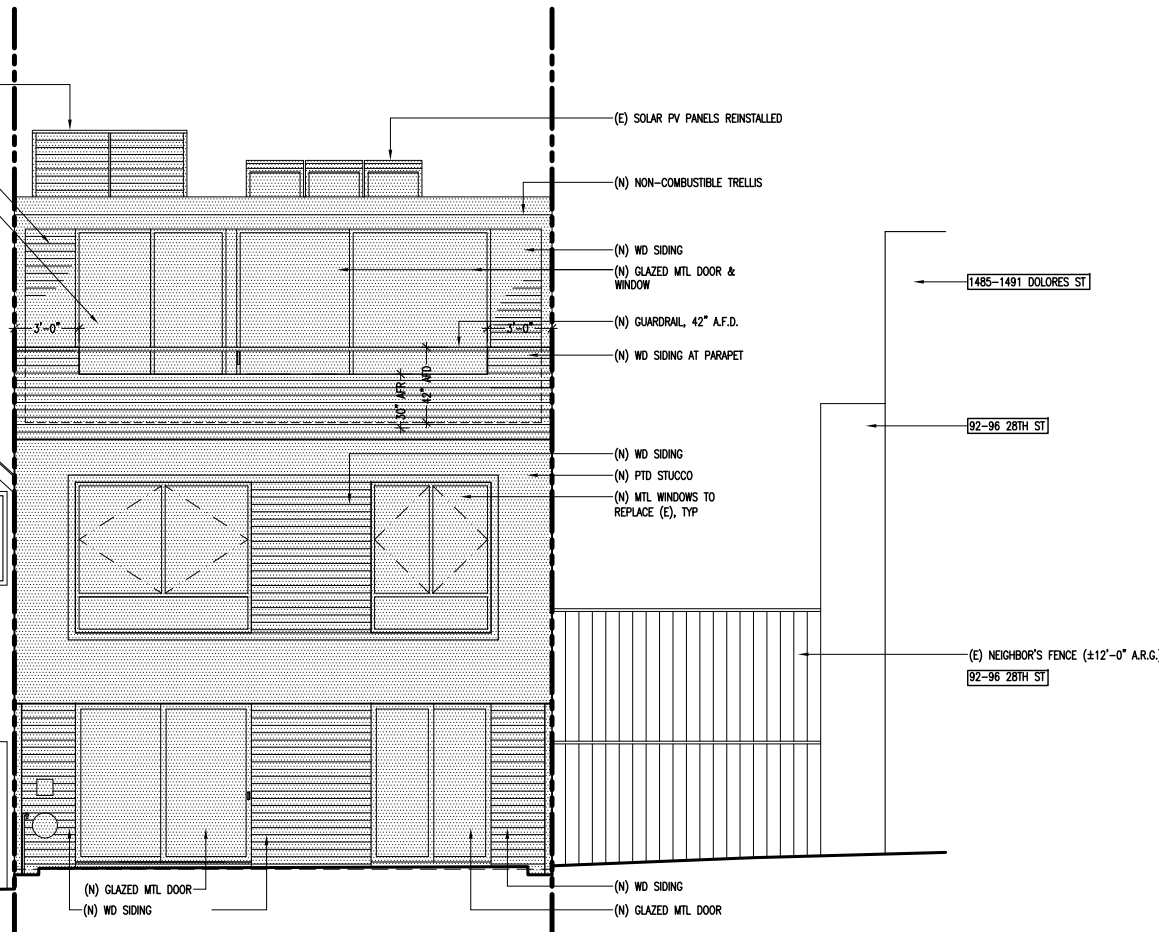 (E) SOLAR PV PANELS REINSTALLED
(N) NON-COMBUSTIBLE TRELLIS
(N) WD SIDING
(N) GLAZED MTL DOOR &
WINDOW
1485-1491 DOLORES ST
(N) GUARDRAIL, 42" A.F.D.
3'-0"
3'-0"
(N) WD SIDING AT PARAPET
30" AFR
42" AFD
92-96 28TH ST
(N) WD SIDING
(N) PTD STUCCO
(N) MTL WINDOWS TO
REPLACE (E), TYP
(E) NEIGHBOR'S FENCE (±12'-0" A.R.G.)
92-96 28TH ST
(N) GLAZED MTL DOOR
(N) WD SIDING
(N) WD SIDING
(N) GLAZED MTL DOOR